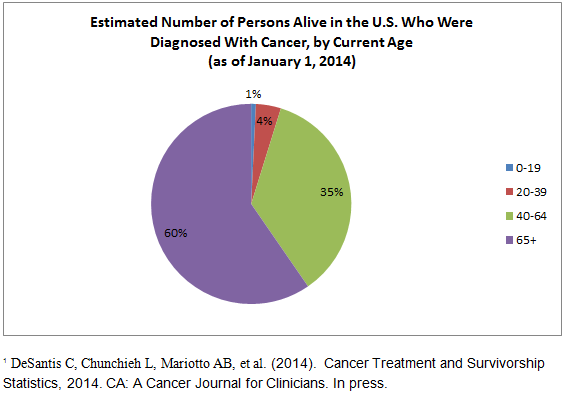 Estimated Number of Persons Alive in the U.S. Who Were
Diagnosed With Cancer, by Current Age
(as of January 1, 2014)
1%
4%
35%
60%
0-19
20-39
40-64
65+
¹ DeSantis C, Chunchieh L, Mariotto AB, et al. (2014).  Cancer Treatment and Survivorship
Statistics, 2014. CA: A Cancer Journal for Clinicians. In press.